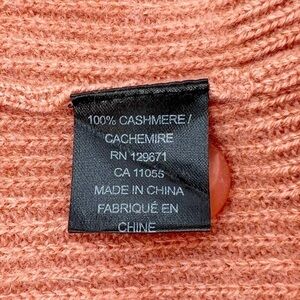 100% CASHMERE /
CACHEMIRE
RN 129671
CA 11055
MADE IN CHINA
FABRIQUÉ EN
CHINE